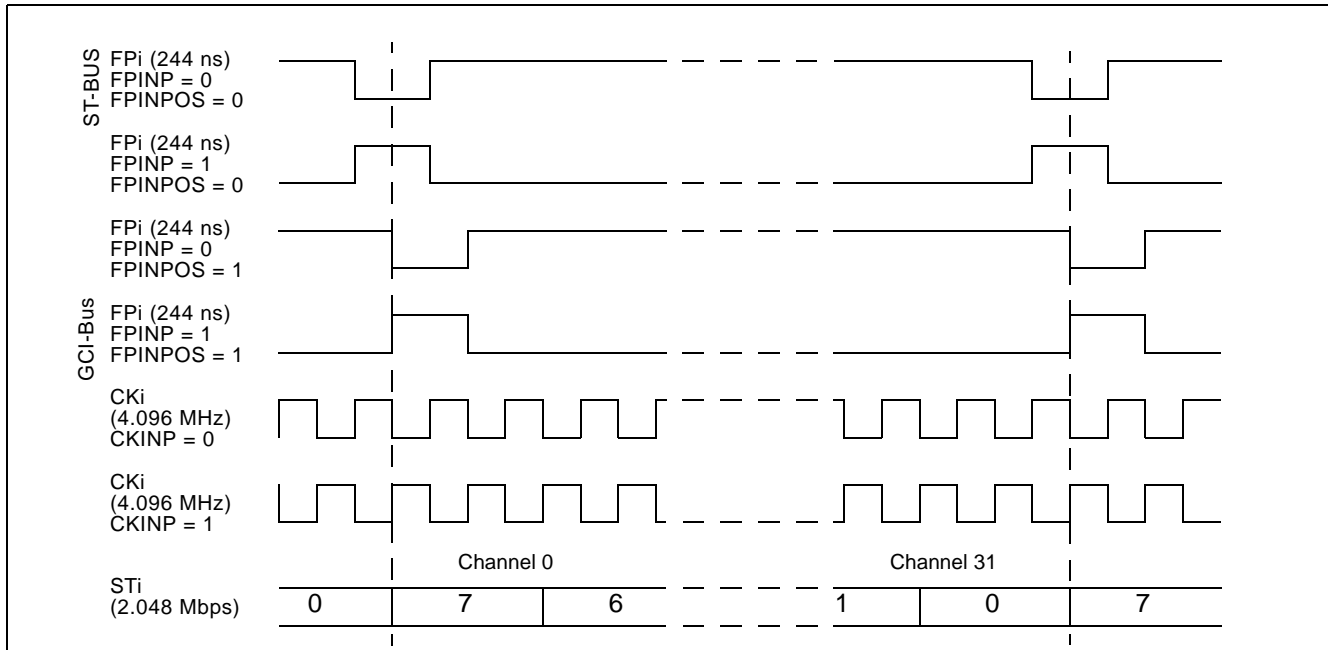 ST-BUS
FPi (244 ns)
FPINP = 0
FPINPOS = 0
FPi (244 ns)
FPINP = 1
FPINPOS = 0
FPi (244 ns)
FPINP = 0
FPINPOS = 1
GCI-Bus
FPi (244 ns)
FPINP = 1
FPINPOS = 1
CKi
(4.096 MHz)
CKINP = 0
CKi
(4.096 MHz)
CKINP = 1
Channel 0
Channel 31
STi
(2.048 Mbps)
0 7 6 1 0 7